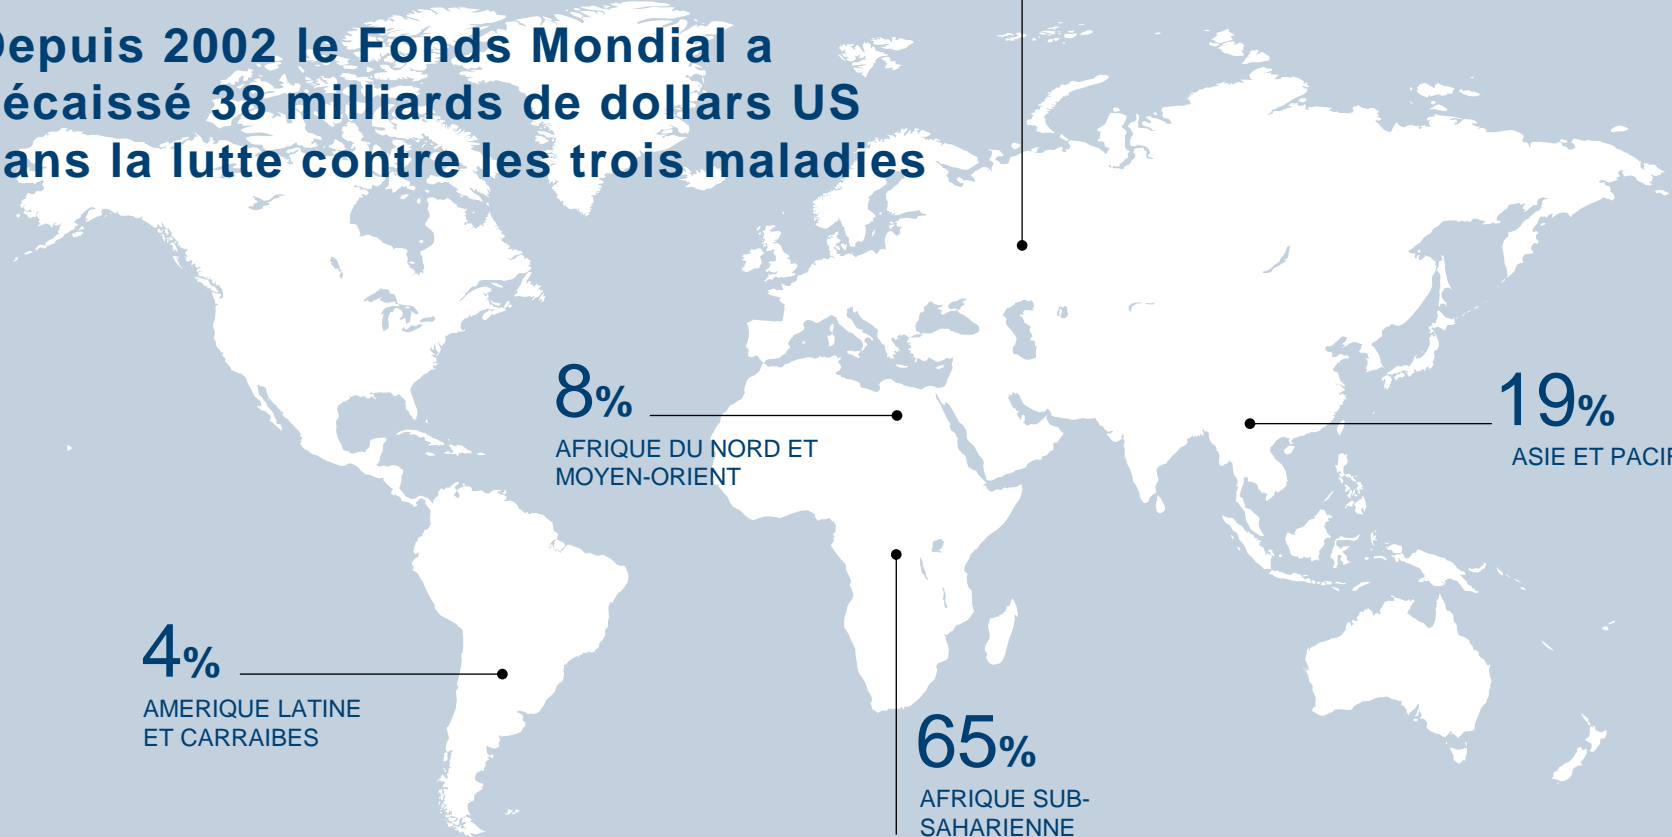 Depuis 2002 le Fonds Mondial a
écaissé 38 milliards de dollars US
ans la lutte contre les trois maladies
8%
AFRIQUE DU NORD ET
MOYEN-ORIENT
19%
ASIE ET PACIF
4%
AMERIQUE LATINE
ET CARRAIBES
65%
AFRIQUE SUB-
SAHARIENNE